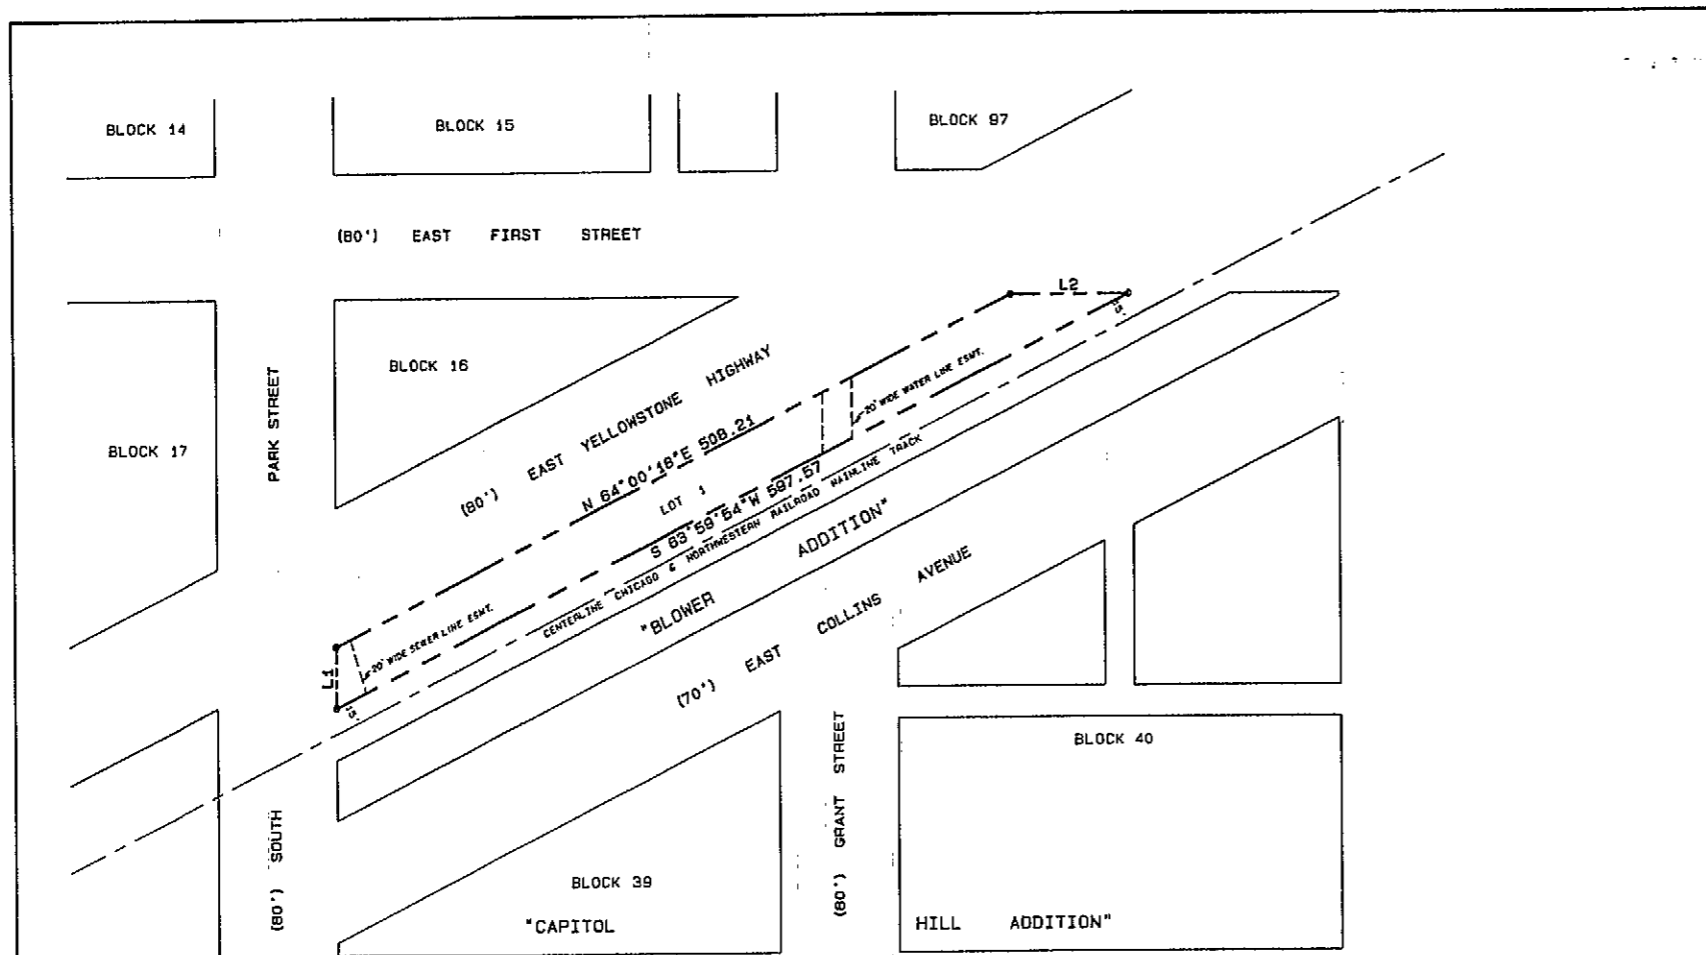 BLOCK 14
BLOCK 15
BLOCK 97
(80') EAST FIRST STREET
L2
15'
BLOCK 16
BLOCK 17
PARK STREET
(80') EAST YELLOWSTONE HIGHWAY
20' WIDE WATER LINE ESMT.
N 64°00'18"E 508.21
LOT 1
S 63°59'54"W 597.57
CENTERLINE CHICAGO & NORTHWESTERN RAILROAD MAINLINE TRACK
20' WIDE SEWER LINE ESMT.
L1
15'
"BLOWER ADDITION"
(70') EAST COLLINS AVENUE
(80') SOUTH
(80') GRANT STREET
BLOCK 40
BLOCK 39
"CAPITOL HILL ADDITION"